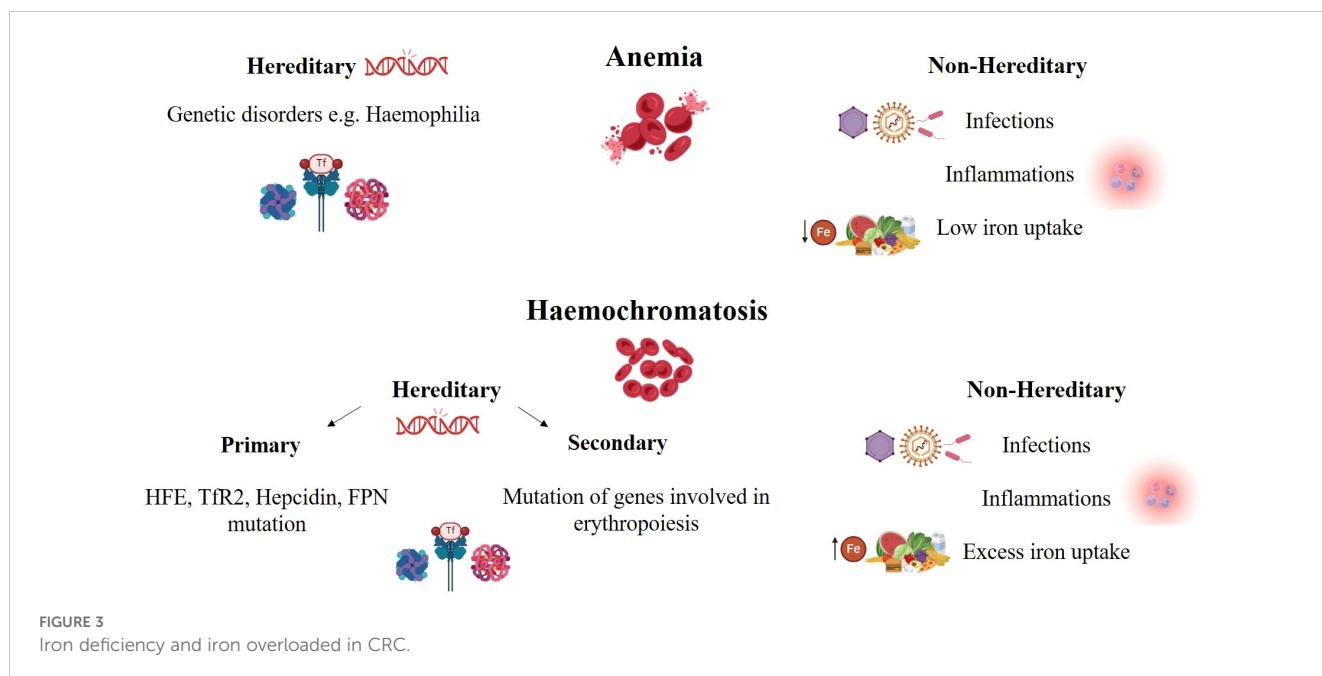 Anemia
Hereditary
Genetic disorders e.g. Haemophilia
Tf
Non-Hereditary
Infections
Inflammations
Fe
Low iron uptake
Haemochromatosis
Hereditary
Primary
HFE, TfR2, Hepcidin, FPN
mutation
Secondary
Mutation of genes involved in
erythropoiesis
Tf
Non-Hereditary
Infections
Inflammations
Fe
Excess iron uptake
FIGURE 3
Iron deficiency and iron overloaded in CRC.